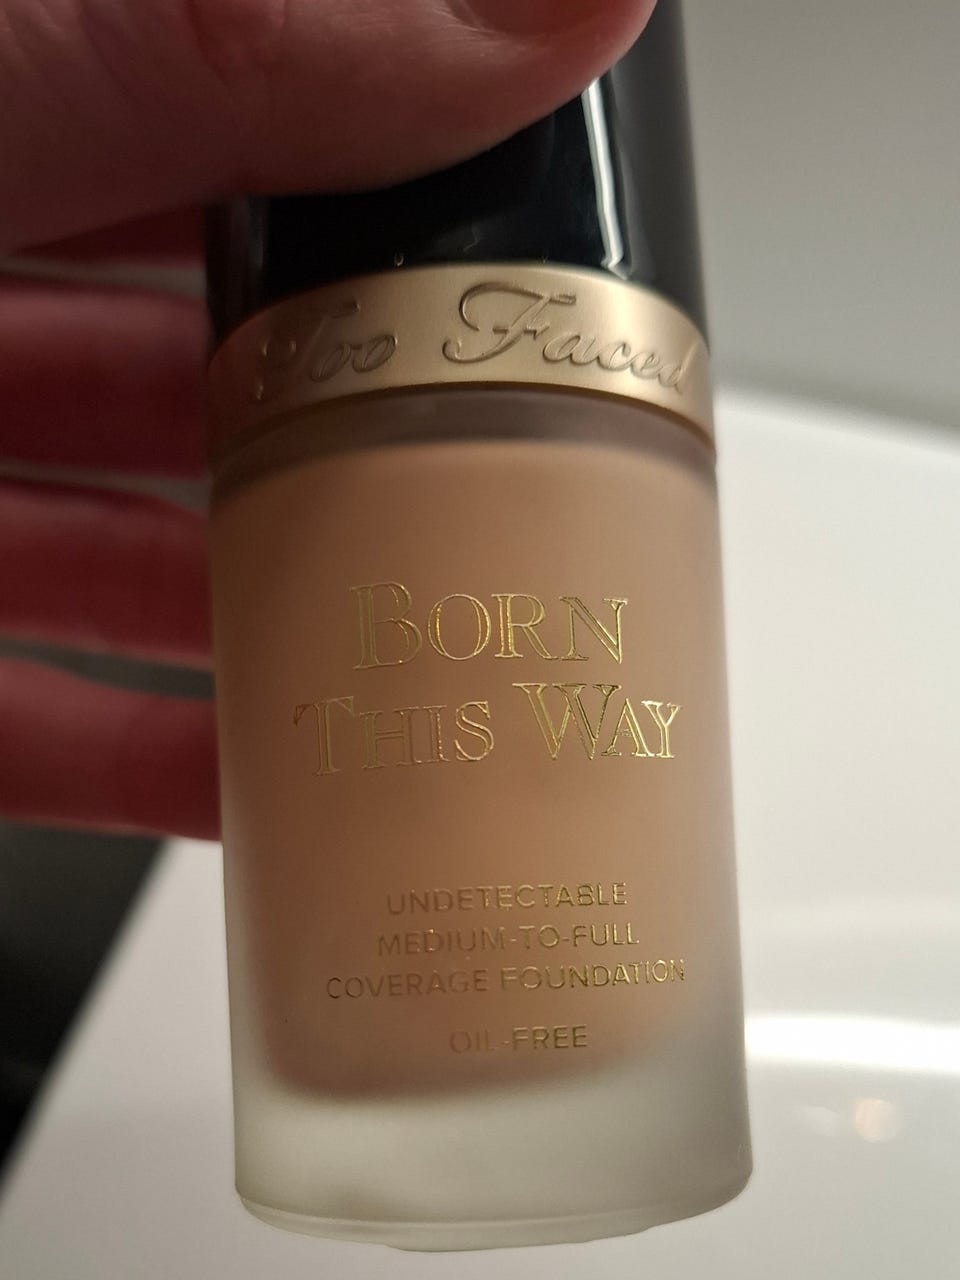 Too Faced
BORN
THIS WAY
UNDETECTABLE
MEDIUM-TO-FULL
COVERAGE FOUNDATION
OIL-FREE